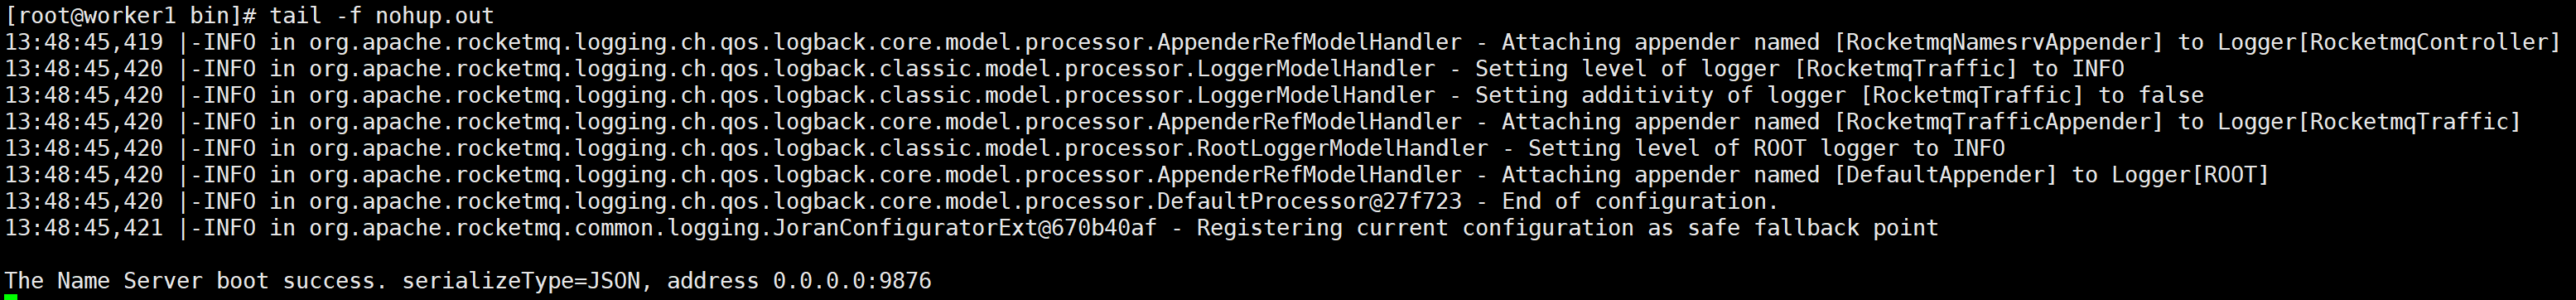 [root@worker1 bin]# tail -f nohup.out
13:48:45,419 |-INFO in org.apache.rocketmq.logging.ch.qos.logback.core.model.processor.AppenderRefModelHandler - Attaching appender named [RocketmqNamesrvAppender] to Logger[RocketmqController]
13:48:45,420 |-INFO in org.apache.rocketmq.logging.ch.qos.logback.classic.model.processor.LoggerModelHandler - Setting level of logger [RocketmqTraffic] to INFO
13:48:45,420 |-INFO in org.apache.rocketmq.logging.ch.qos.logback.classic.model.processor.LoggerModelHandler - Setting additivity of logger [RocketmqTraffic] to false
13:48:45,420 |-INFO in org.apache.rocketmq.logging.ch.qos.logback.core.model.processor.AppenderRefModelHandler - Attaching appender named [RocketmqTrafficAppender] to Logger[RocketmqTraffic]
13:48:45,420 |-INFO in org.apache.rocketmq.logging.ch.qos.logback.classic.model.processor.RootLoggerModelHandler - Setting level of ROOT logger to INFO
13:48:45,420 |-INFO in org.apache.rocketmq.logging.ch.qos.logback.core.model.processor.AppenderRefModelHandler - Attaching appender named [DefaultAppender] to Logger[ROOT]
13:48:45,420 |-INFO in org.apache.rocketmq.logging.ch.qos.logback.core.model.processor.DefaultProcessor@27f723 - End of configuration.
13:48:45,421 |-INFO in org.apache.rocketmq.common.logging.JoranConfiguratorExt@670b40af - Registering current configuration as safe fallback point
The Name Server boot success. serializeType=JSON, address 0.0.0.0:9876